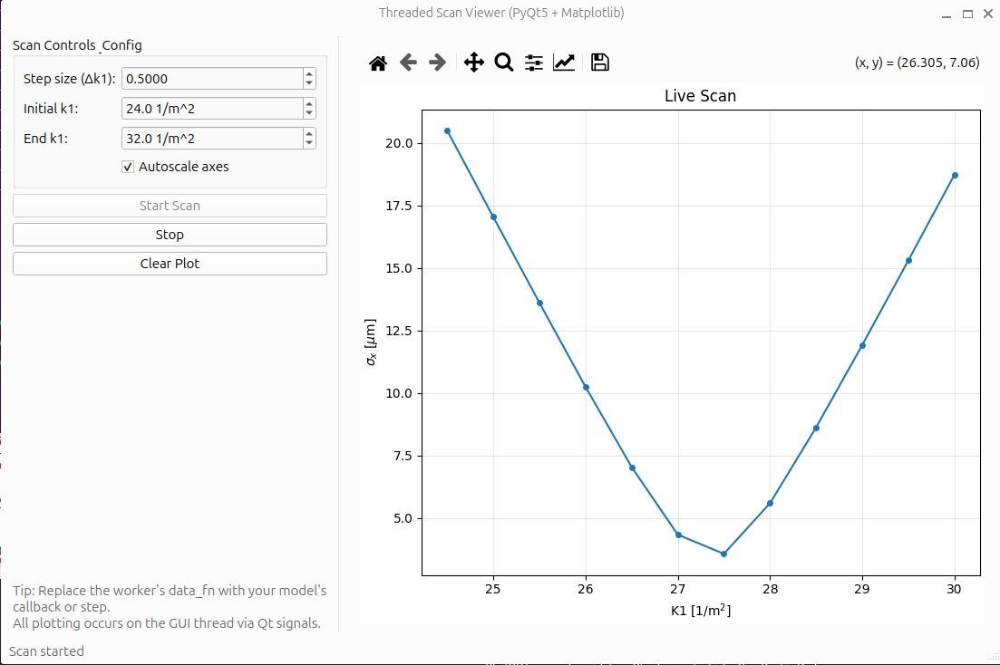 Threaded Scan Viewer (PyQt5 + Matplotlib)
Scan Controls _Config
Step size (Δk1): 0.5000
Initial k1: 24.0 1/m^2
End k1: 32.0 1/m^2
Autoscale axes
Start Scan
Stop
Clear Plot
Tip: Replace the worker's data_fn with your model's
callback or step.
All plotting occurs on the GUI thread via Qt signals.
Scan started
(x, y) = (26.305, 7.06)
Live Scan
20.0
17.5
15.0
12.5
10.0
7.5
5.0
σx [μm]
25 26 27 28 29 30
K1 [1/m²]